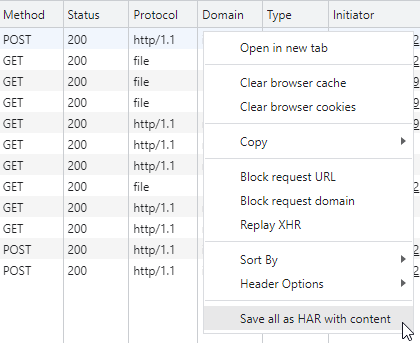 Method Status Protocol Domain Type Initiator
POST 200 http/1.1
GET 200 file
GET 200 file
GET 200 file
GET 200 http/1.1
GET 200 http/1.1
GET 200 http/1.1
GET 200 file
GET 200 http/1.1
GET 200 http/1.1
POST 200 http/1.1
POST 200 http/1.1
Open in new tab
Clear browser cache
Clear browser cookies
Copy
Block request URL
Block request domain
Replay XHR
Sort By
Header Options
Save all as HAR with content